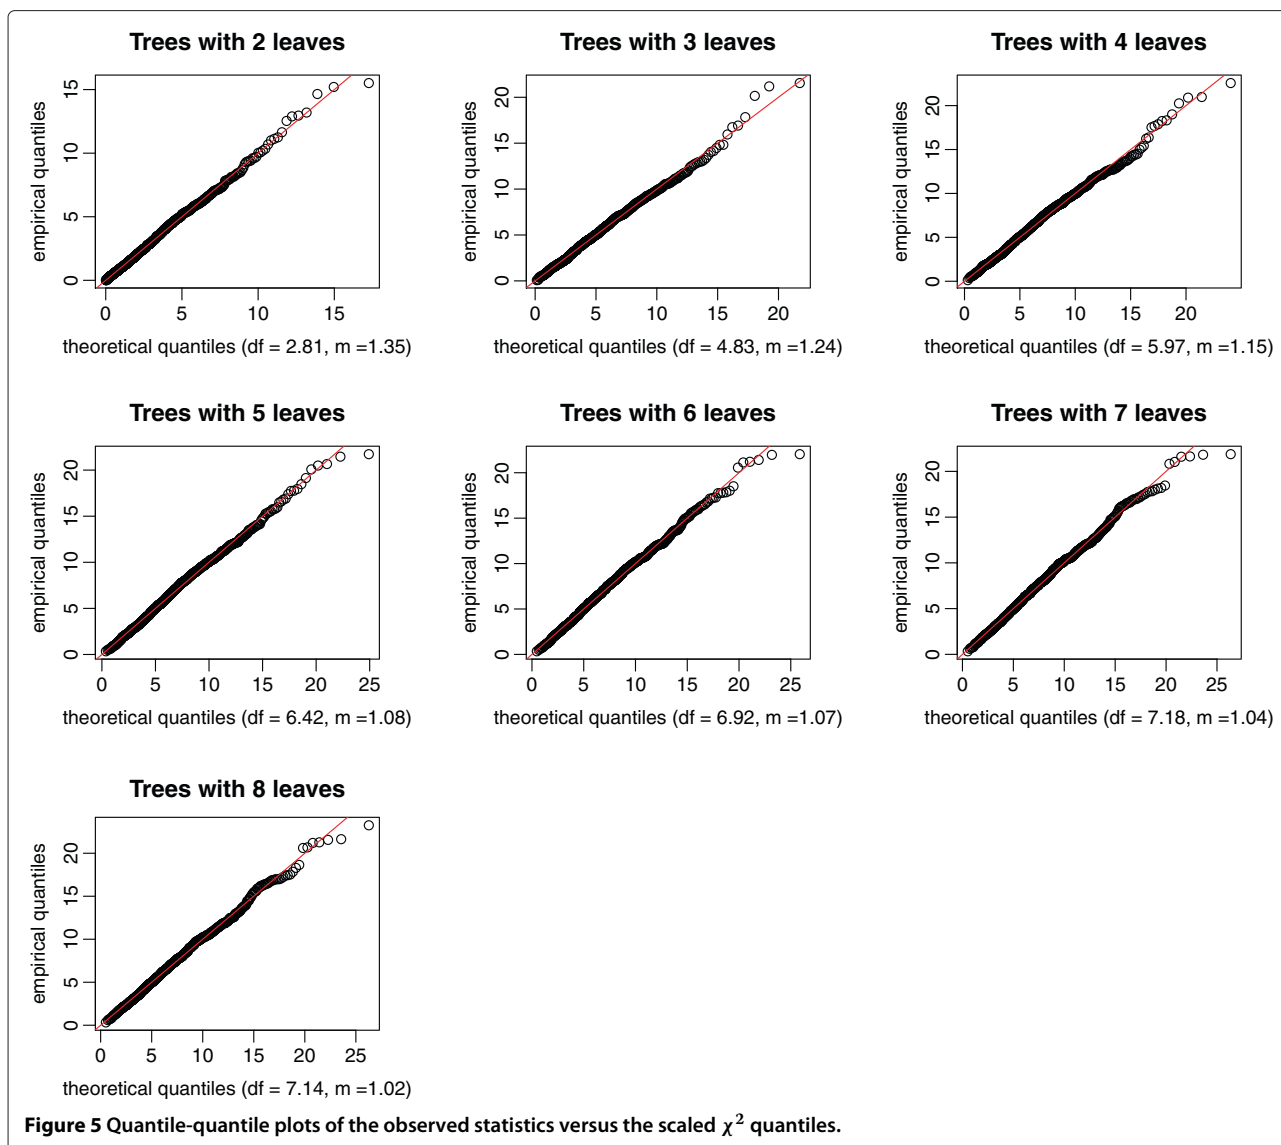 Trees with 2 leaves
empirical quantiles
0 5 10 15
0 5 10 15
theoretical quantiles (df = 2.81, m =1.35)
Trees with 3 leaves
empirical quantiles
0 5 10 15 20
0 5 10 15 20
theoretical quantiles (df = 4.83, m =1.24)
Trees with 4 leaves
empirical quantiles
0 5 10 15 20
0 5 10 15 20
theoretical quantiles (df = 5.97, m =1.15)
Trees with 5 leaves
empirical quantiles
0 5 10 15 20
0 5 10 15 20 25
theoretical quantiles (df = 6.42, m =1.08)
Trees with 6 leaves
empirical quantiles
0 5 10 15 20
0 5 10 15 20 25
theoretical quantiles (df = 6.92, m =1.07)
Trees with 7 leaves
empirical quantiles
0 5 10 15 20
0 5 10 15 20 25
theoretical quantiles (df = 7.18, m =1.04)
Trees with 8 leaves
empirical quantiles
0 5 10 15 20
0 5 10 15 20 25
theoretical quantiles (df = 7.14, m =1.02)
Figure 5 Quantile-quantile plots of the observed statistics versus the scaled χ² quantiles.